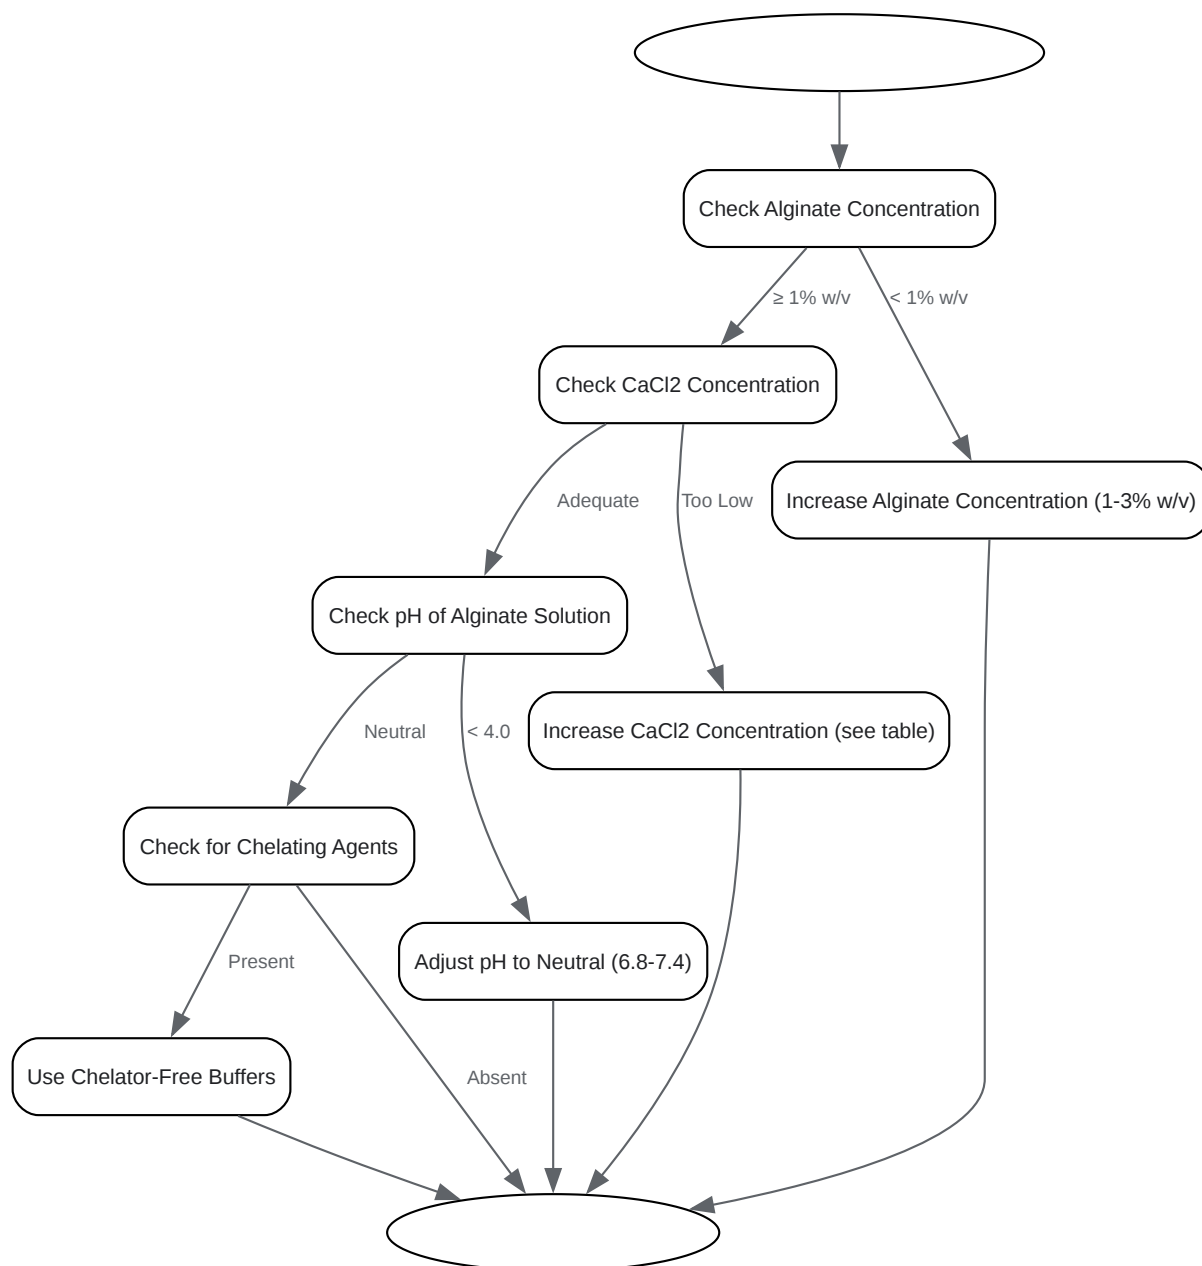 Check Alginate Concentration
≥ 1% w/v
< 1% w/v
Check CaCl2 Concentration
Adequate
Too Low
Increase Alginate Concentration (1-3% w/v)
Check pH of Alginate Solution
Neutral
< 4.0
Increase CaCl2 Concentration (see table)
Check for Chelating Agents
Present
Adjust pH to Neutral (6.8-7.4)
Use Chelator-Free Buffers
Absent